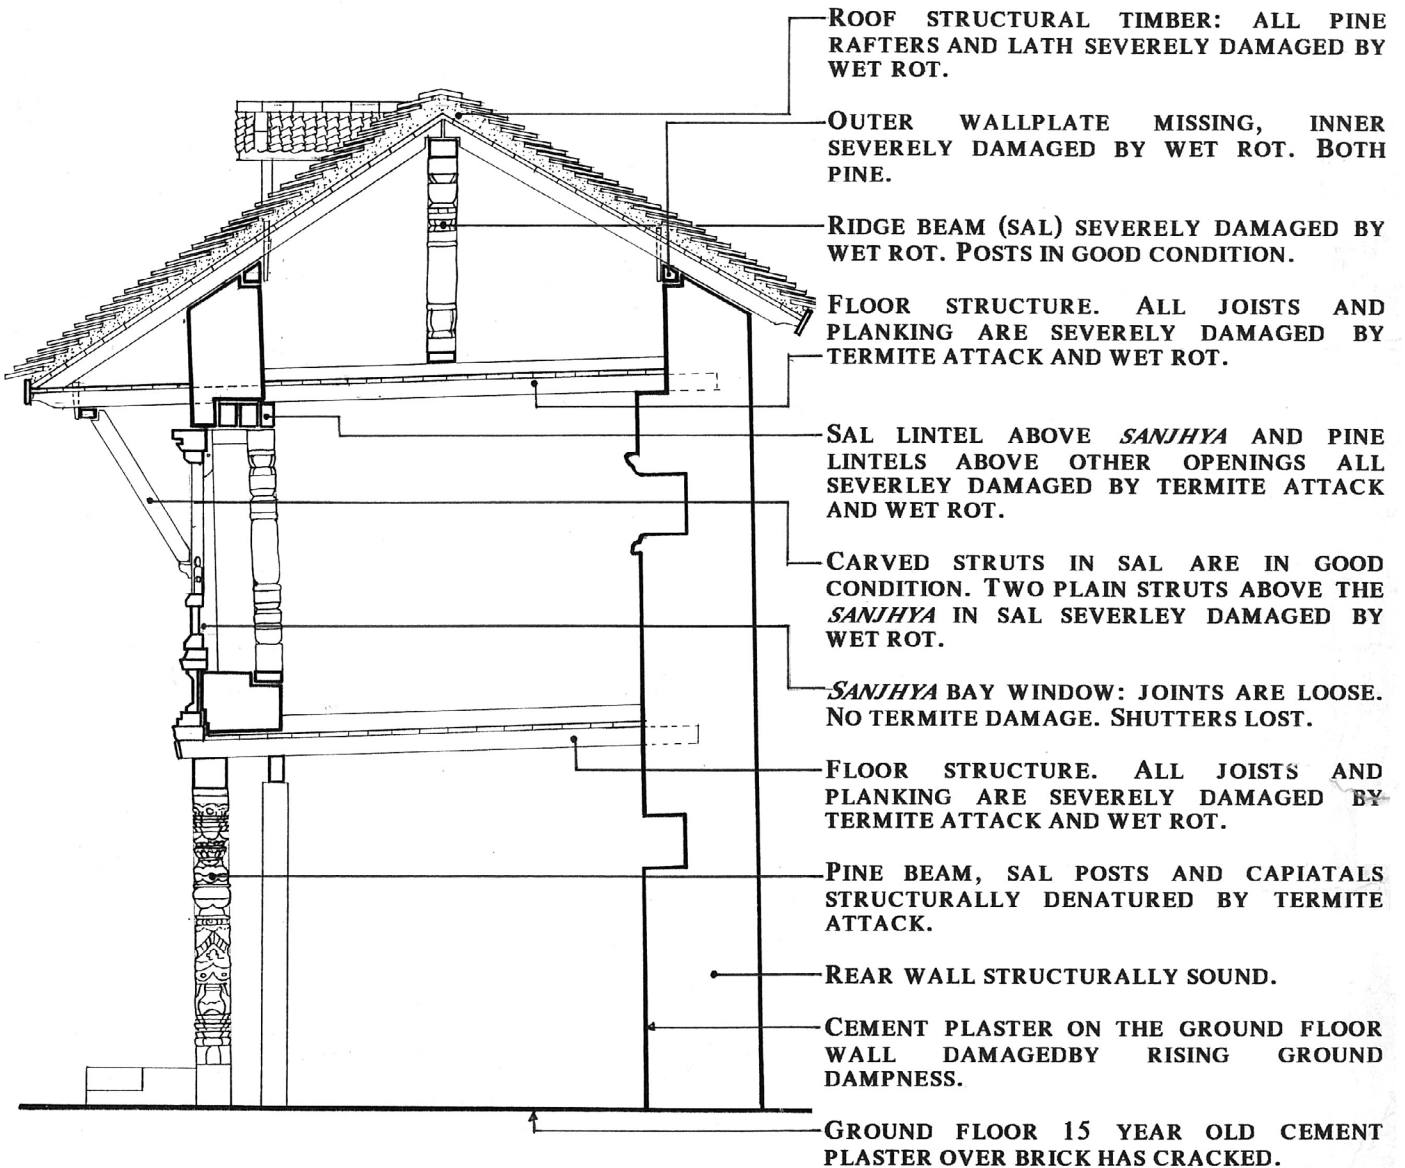 ROOF STRUCTURAL TIMBER: ALL PINE
RAFTERS AND LATH SEVERELY DAMAGED BY
WET ROT.
OUTER WALLPLATE MISSING, INNER
SEVERELY DAMAGED BY WET ROT. BOTH
PINE.
RIDGE BEAM (SAL) SEVERELY DAMAGED BY
WET ROT. POSTS IN GOOD CONDITION.
FLOOR STRUCTURE. ALL JOISTS AND
PLANKING ARE SEVERELY DAMAGED BY
TERMITE ATTACK AND WET ROT.
SAL LINTEL ABOVE SANJHYA AND PINE
LINTELS ABOVE OTHER OPENINGS ALL
SEVERLEY DAMAGED BY TERMITE ATTACK
AND WET ROT.
CARVED STRUTS IN SAL ARE IN GOOD
CONDITION. TWO PLAIN STRUTS ABOVE THE
SANJHYA IN SAL SEVERLEY DAMAGED BY
WET ROT.
SANJHYA BAY WINDOW: JOINTS ARE LOOSE.
NO TERMITE DAMAGE. SHUTTERS LOST.
FLOOR STRUCTURE. ALL JOISTS AND
PLANKING ARE SEVERELY DAMAGED BY
TERMITE ATTACK AND WET ROT.
PINE BEAM, SAL POSTS AND CAPIATALS
STRUCTURALLY DENATURED BY TERMITE
ATTACK.
REAR WALL STRUCTURALLY SOUND.
CEMENT PLASTER ON THE GROUND FLOOR
WALL DAMAGEDBY RISING GROUND
DAMPNESS.
GROUND FLOOR 15 YEAR OLD CEMENT
PLASTER OVER BRICK HAS CRACKED.